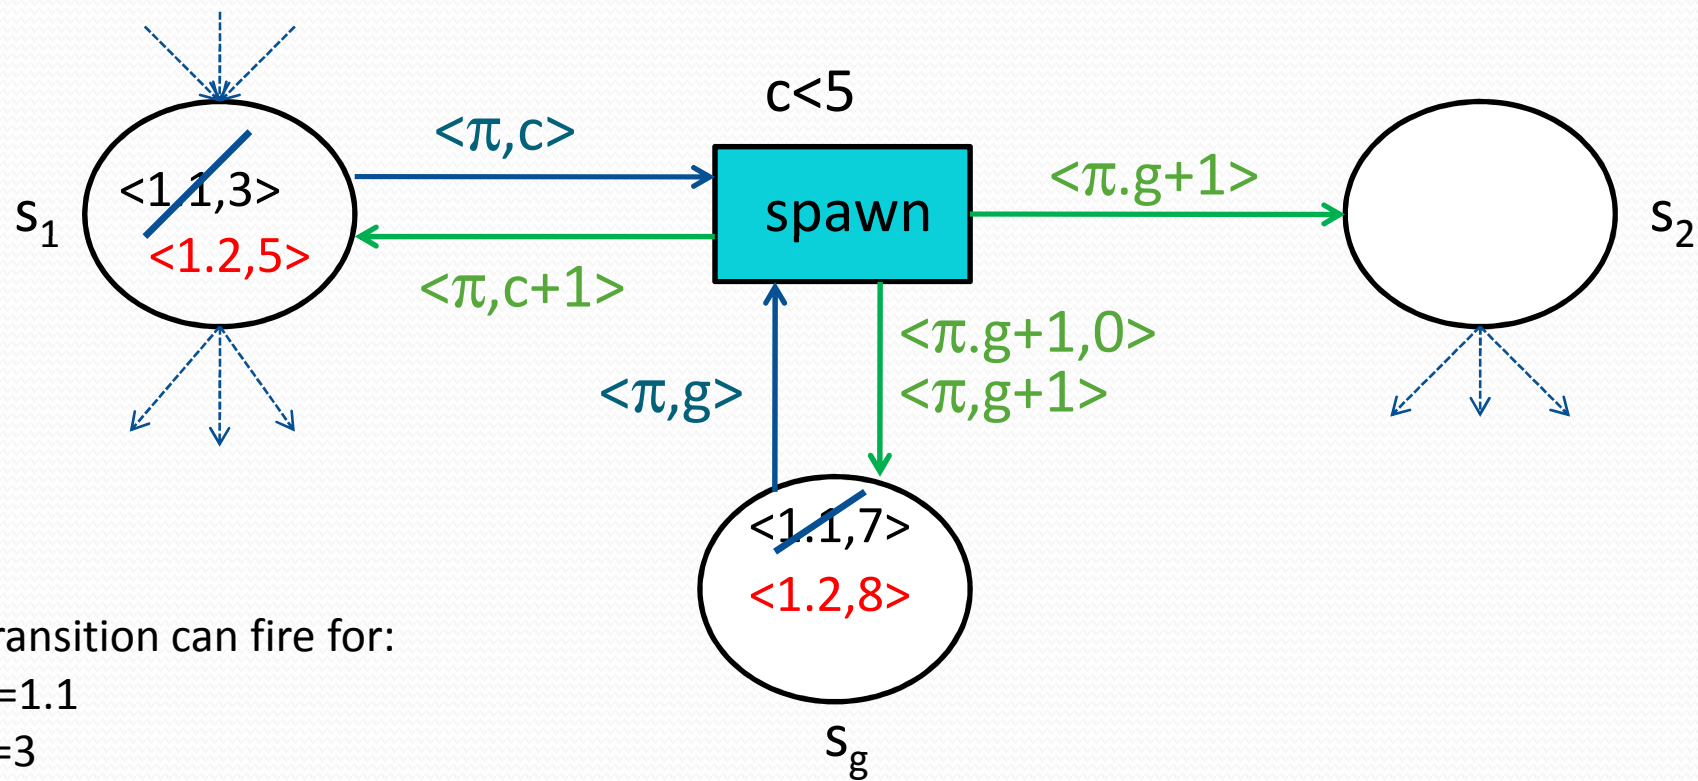 c<5
<π,c>
spawn
<π.g+1>
<1.1,3>
<1.2,5>
s1
s2
<π,c+1>
<π.g+1,0>
<π,g+1>
<π,g>
<1.1,7>
<1.2,8>
sg
ransition can fire for:
=1.1
=3